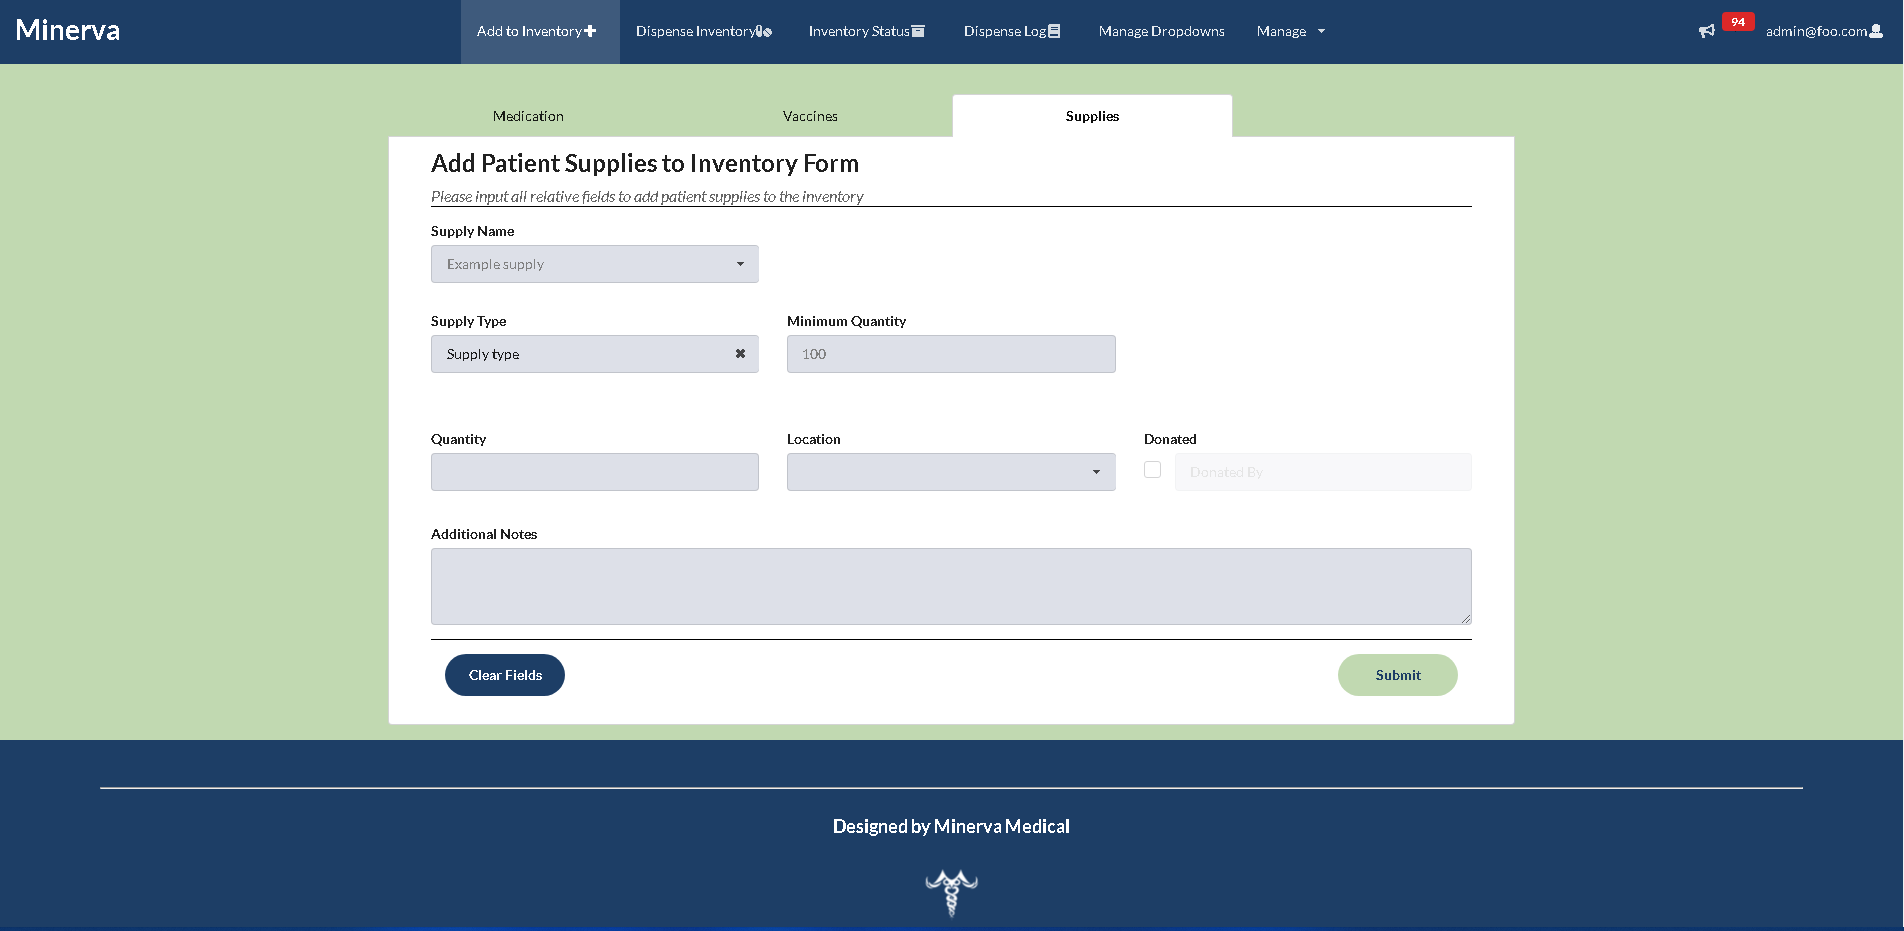 Minerva
Add to Inventory
Dispense Inventory
Inventory Status
Dispense Log
Manage Dropdowns
Manage
94
admin@foo.com
Medication
Vaccines
Supplies
Add Patient Supplies to Inventory Form
Please input all relative fields to add patient supplies to the inventory
Supply Name
Example supply
Supply Type
Minimum Quantity
Supply type
100
Quantity
Location
Donated
Donated By
Additional Notes
Clear Fields
Submit
Designed by Minerva Medical